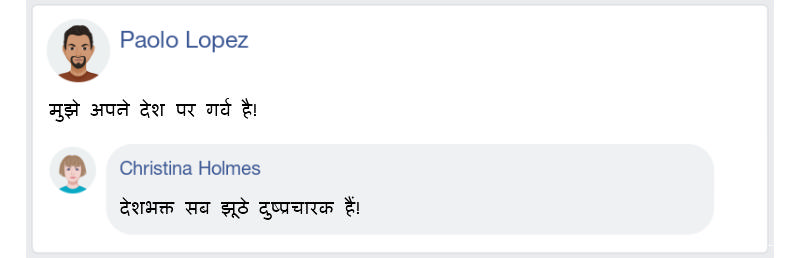 Paolo Lopez
मुझे अपने देश पर गर्व है!
Christina Holmes
देशभक्त सब झूठे दुष्प्रचारक हैं!